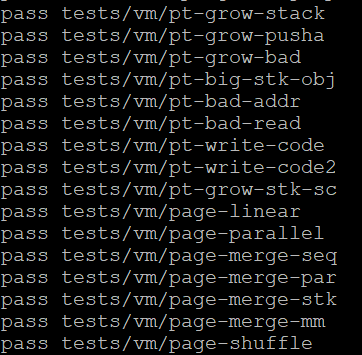 pass tests/vm/pt-grow-stack
pass tests/vm/pt-grow-pusha
pass tests/vm/pt-grow-bad
pass tests/vm/pt-big-stk-obj
pass tests/vm/pt-bad-addr
pass tests/vm/pt-bad-read
pass tests/vm/pt-write-code
pass tests/vm/pt-write-code2
pass tests/vm/pt-grow-stk-sc
pass tests/vm/page-linear
pass tests/vm/page-parallel
pass tests/vm/page-merge-seq
pass tests/vm/page-merge-par
pass tests/vm/page-merge-stk
pass tests/vm/page-merge-mm
pass tests/vm/page-shuffle